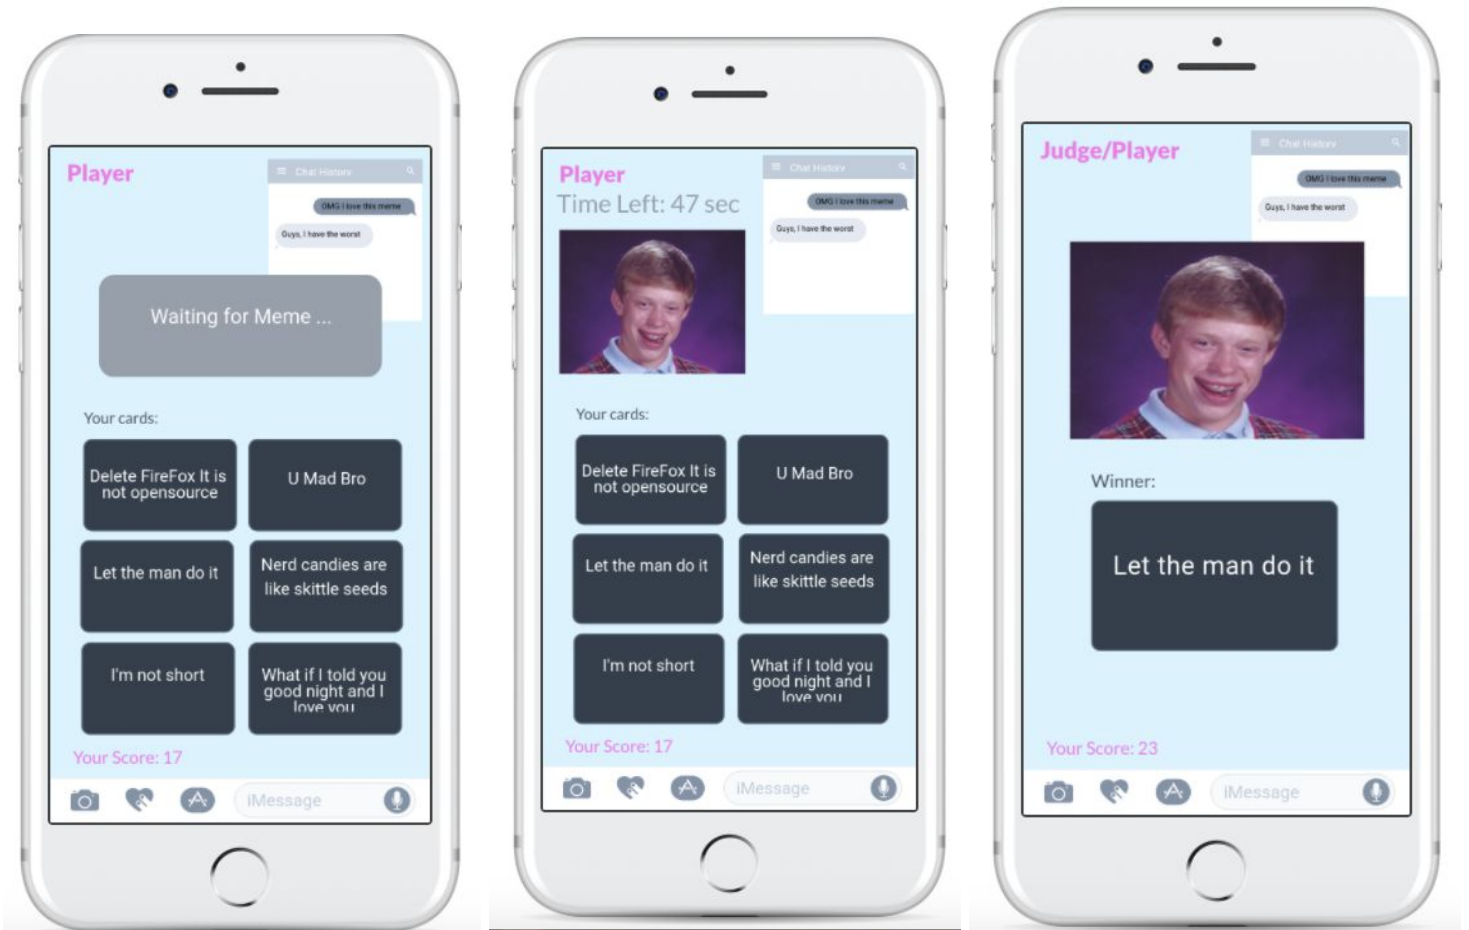 Player
Chat History
OMG I love this meme
Guys, I have the worst
Waiting for Meme ...
Your cards:
Delete FireFox It is
not opensource
U Mad Bro
Let the man do it
Nerd candies are
like skittle seeds
I'm not short
What if I told you
good night and I
love you
Your Score: 17
iMessage
Player
Time Left: 47 sec
Chat History
OMG I love this meme
Guys, I have the worst
Your cards:
Delete FireFox It is
not opensource
U Mad Bro
Let the man do it
Nerd candies are
like skittle seeds
I'm not short
What if I told you
good night and I
love you
Your Score: 17
iMessage
Judge/Player
Chat History
OMG I love this meme
Guys, I have the worst
Winner:
Let the man do it
Your Score: 23
iMessage